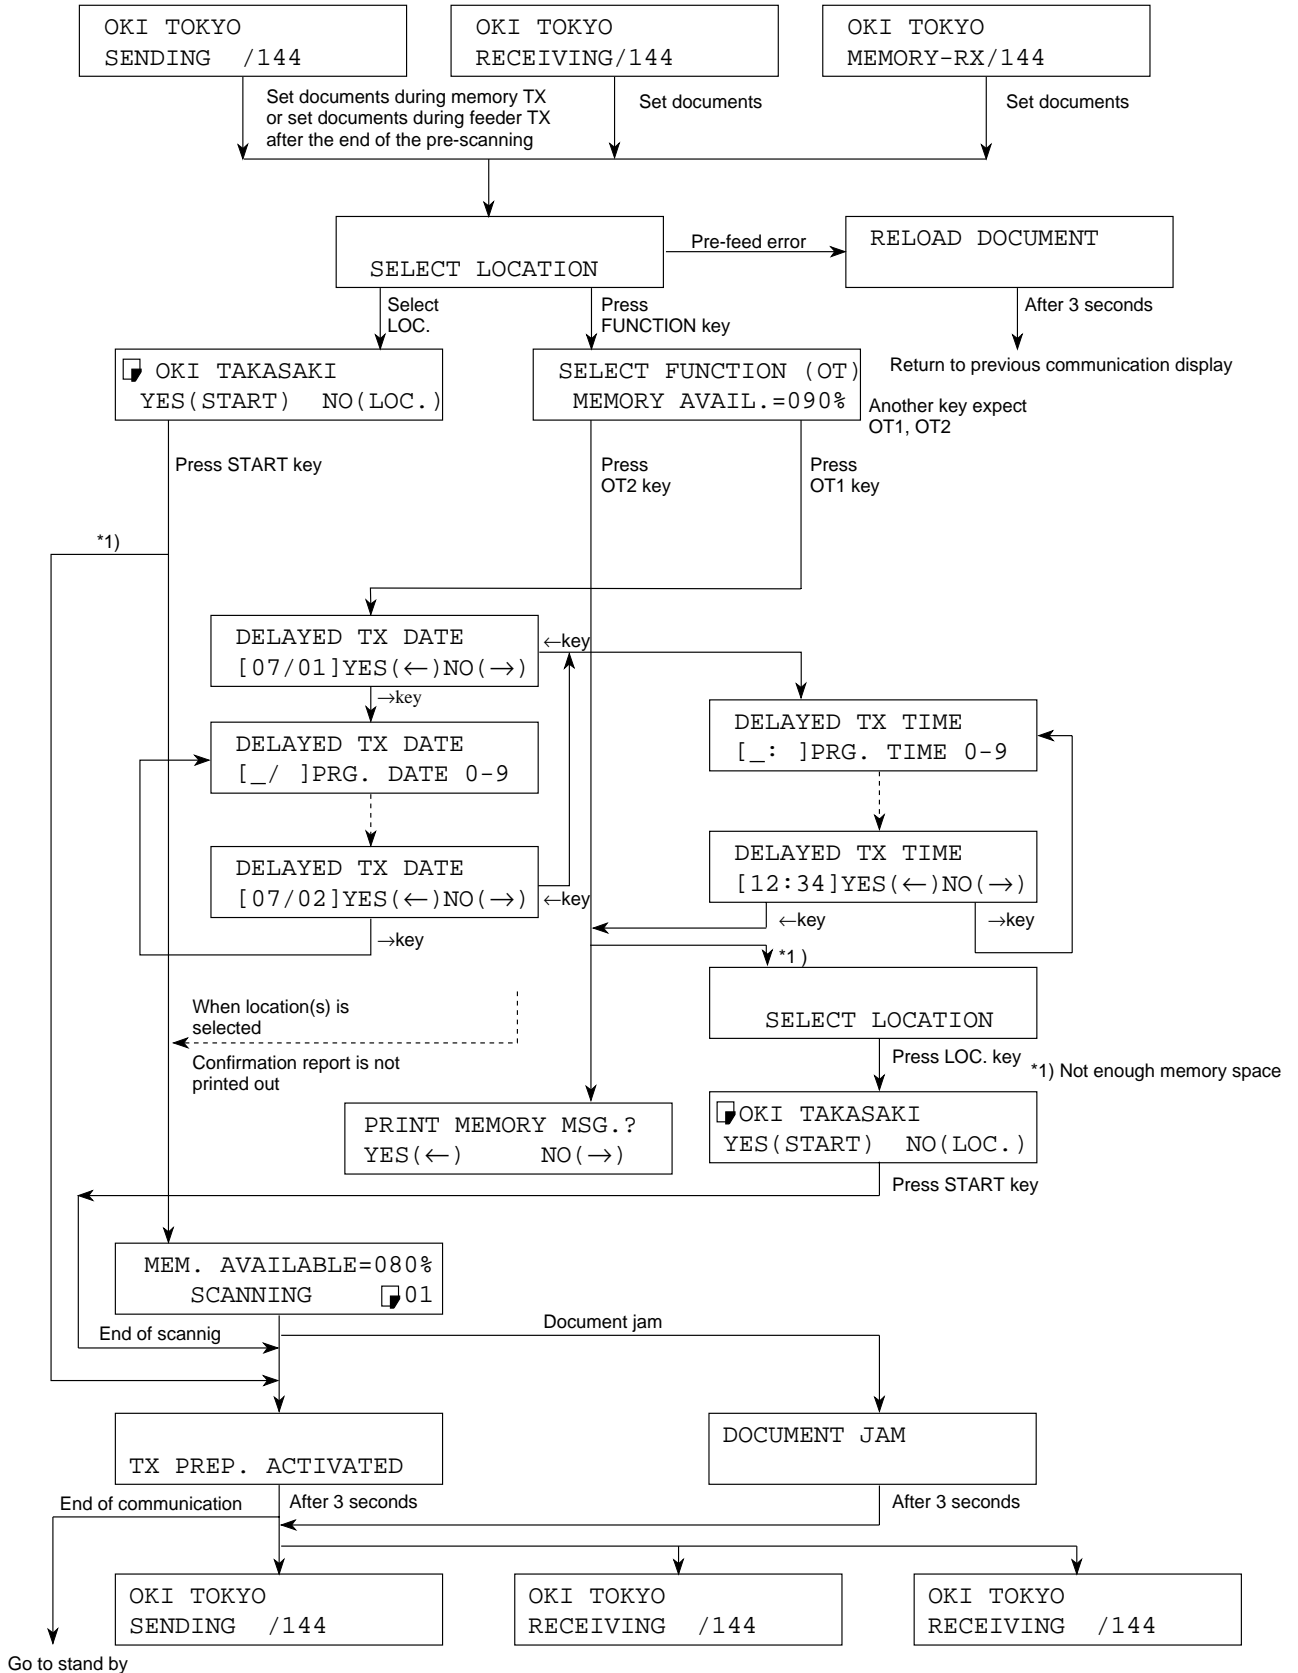 OKI TOKYO
SENDING /144
OKI TOKYO
RECEIVING/144
OKI TOKYO
MEMORY-RX/144
Set documents during memory TX
or set documents during feeder TX
after the end of the pre-scanning
Set documents
Set documents
SELECT LOCATION
Pre-feed error
RELOAD DOCUMENT
Select
LOC.
Press
FUNCTION key
After 3 seconds
Return to previous communication display
OKI TAKASAKI
YES(START) NO(LOC.)
SELECT FUNCTION (OT)
MEMORY AVAIL.=090%
Another key expect
OT1, OT2
Press START key
Press
OT2 key
Press
OT1 key
*1)
DELAYED TX DATE
[07/01]YES(←)NO(→)
←key
→key
DELAYED TX DATE
[_/ ]PRG. DATE 0-9
DELAYED TX TIME
[_: ]PRG. TIME 0-9
DELAYED TX DATE
[07/02]YES(←)NO(→)
←key
→key
DELAYED TX TIME
[12:34]YES(←)NO(→)
←key
→key
*1 )
SELECT LOCATION
When location(s) is
selected
Confirmation report is not
printed out
Press LOC. key
*1) Not enough memory space
PRINT MEMORY MSG.?
YES(←) NO(→)
OKI TAKASAKI
YES(START) NO(LOC.)
Press START key
MEM. AVAILABLE=080%
SCANNING 01
End of scannig
Document jam
TX PREP. ACTIVATED
DOCUMENT JAM
End of communication
After 3 seconds
After 3 seconds
OKI TOKYO
SENDING /144
OKI TOKYO
RECEIVING /144
OKI TOKYO
RECEIVING /144
Go to stand by